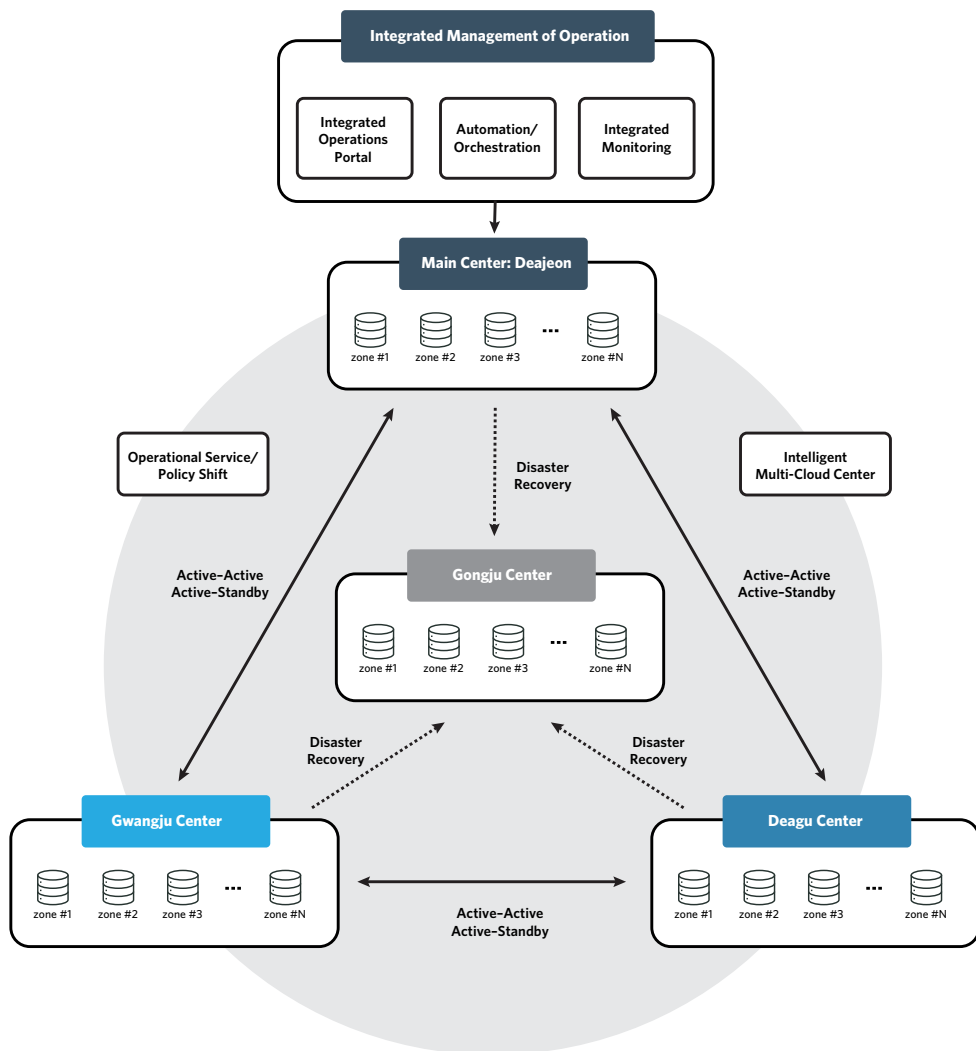 Integrated Management of Operation
Integrated
Operations
Portal
Automation/
Orchestration
Integrated
Monitoring
Main Center: Deajeon
zone #1
zone #2
zone #3
...
zone #N
Operational Service/
Policy Shift
Disaster
Recovery
Intelligent
Multi-Cloud Center
Active–Active
Active–Standby
Gongju Center
Active–Active
Active–Standby
zone #1
zone #2
zone #3
...
zone #N
Disaster
Recovery
Disaster
Recovery
Gwangju Center
zone #1
zone #2
zone #3
...
zone #N
Active–Active
Active–Standby
Deagu Center
zone #1
zone #2
zone #3
...
zone #N